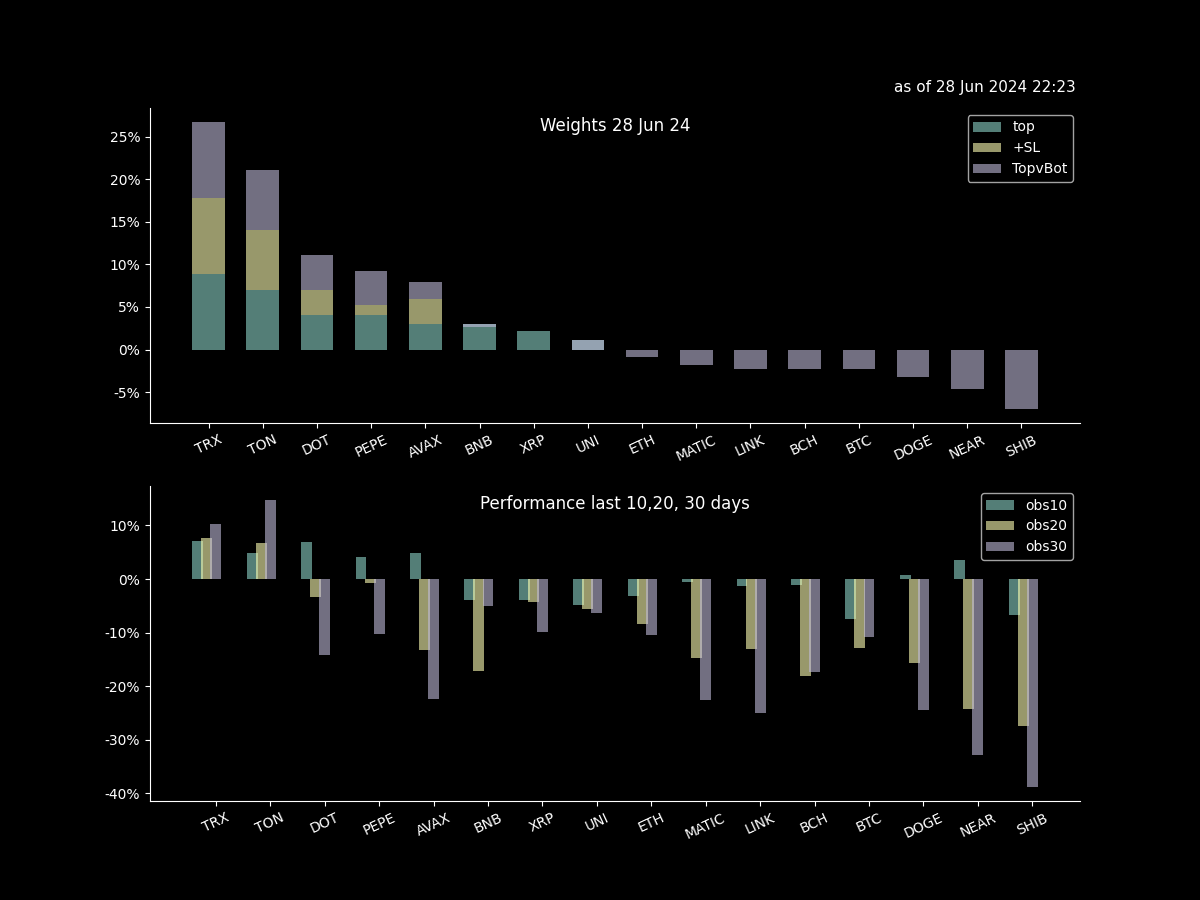 as of 28 Jun 2024 22:23
Weights 28 Jun 24
top
+SL
TopvBot
25%
20%
15%
10%
5%
0%
-5%
TRX TON DOT PEPE AVAX BNB XRP UNI ETH MATIC LINK BCH BTC DOGE NEAR SHIB
Performance last 10,20, 30 days
obs10
obs20
obs30
10%
0%
-10%
-20%
-30%
-40%
TRX TON DOT PEPE AVAX BNB XRP UNI ETH MATIC LINK BCH BTC DOGE NEAR SHIB